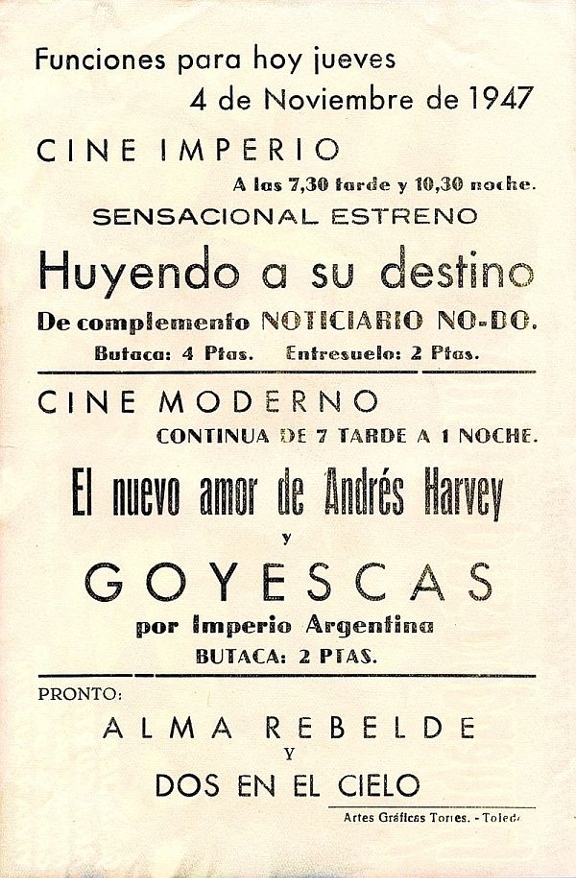 Funciones para hoy jueves
4 de Noviembre de 1947
CINE IMPERIO
A las 7,30 tarde y 10,30 noche.
SENSACIONAL ESTRENO
Huyendo a su destino
De complemento NOTICIARIO NO-DO.
Butaca: 4 Ptas. Entresuelo: 2 Ptas.
CINE MODERNO
CONTINUA DE 7 TARDE A 1 NOCHE.
El nuevo amor de Andrés Harvey
y
GOYESCAS
por Imperio Argentina
BUTACA: 2 PTAS.
PRONTO:
ALMA REBELDE
Y
DOS EN EL CIELO
Artes Gráficas Torres. - Toledo